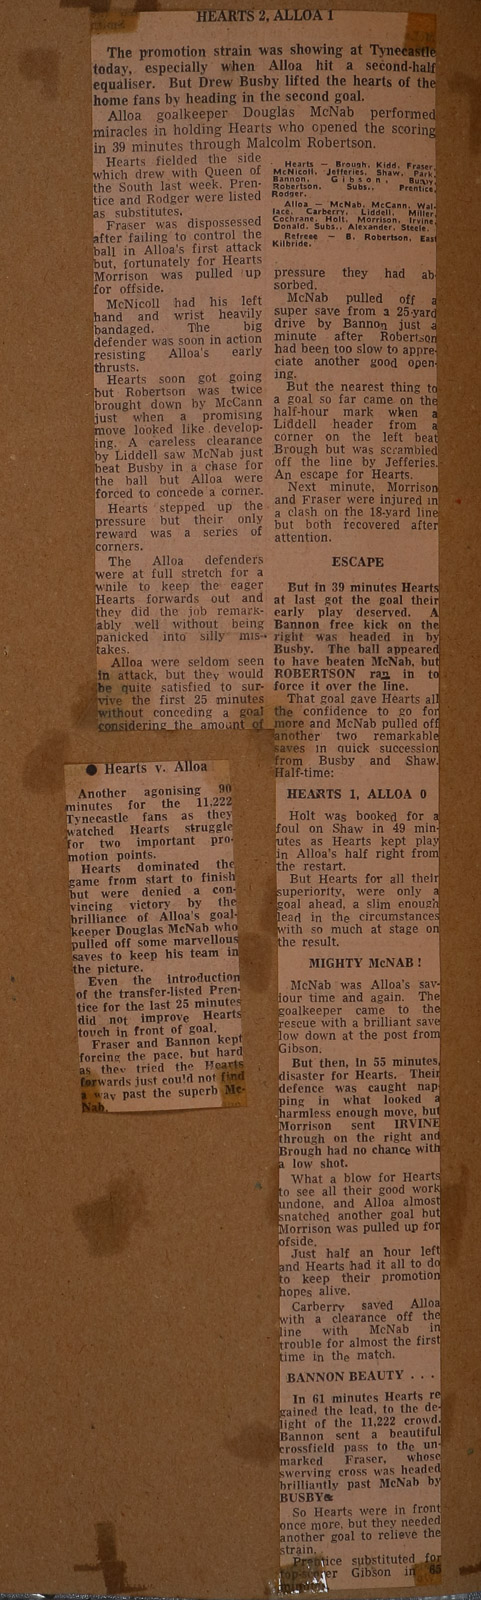 HEARTS 2, ALLOA 1
The promotion strain was showing at Tynecastle
today, especially when Alloa hit a second-half
equaliser. But Drew Busby lifted the hearts of the
home fans by heading in the second goal.
Alloa goalkeeper Douglas McNab performed
miracles in holding Hearts who opened the scoring
in 39 minutes through Malcolm Robertson.
Hearts fielded the side
which drew with Queen of
the South last week. Pren-
tice and Rodger were listed
as substitutes.
Fraser was dispossessed
after failing to control the
ball in Alloa's first attack
but, fortunately for Hearts
Morrison was pulled up
for offside.
McNicoll had his left
hand and wrist heavily
bandaged. The big
defender was soon in action
resisting Alloa's early
thrusts.
Hearts soon got going
but Robertson was twice
brought down by McCann
just when a promising
move looked like develop-
ing. A careless clearance
by Liddell saw McNab just
beat Busby in a chase for
the ball but Alloa were
forced to concede a corner.
Hearts stepped up the
pressure but their only
reward was a series of
corners.
The Alloa defenders
were at full stretch for a
while to keep the eager
Hearts forwards out and
they did the job remark-
ably well without being
panicked into silly mis-
takes.
Alloa were seldom seen
in attack, but they would
be quite satisfied to sur-
vive the first 25 minutes
without conceding a goal
considering the amount of
Hearts — Brough, Kidd, Fraser,
McNicoll, Jefferies, Shaw, Park,
Bannon, Gibson, Busby,
Robertson. Subs., Prentice,
Rodger.
Alloa — McNab, McCann, Wal-
lace, Carberry, Liddell, Miller,
Cochrane, Holt, Morrison, Irvine,
Donald. Subs., Alexander, Steele.
Refreee — B. Robertson, East
Kilbride.
pressure they had ab-
sorbed.
McNab pulled off a
super save from a 25-yard
drive by Bannon just a
minute after Robertson
had been too slow to appre-
ciate another good open-
ing.
But the nearest thing to
a goal so far came on the
half-hour mark when a
Liddell header from a
corner on the left beat
Brough but was scrambled
off the line by Jefferies.
An escape for Hearts.
Next minute, Morrison
and Fraser were injured in
a clash on the 18-yard line
but both recovered after
attention.
ESCAPE
But in 39 minutes Hearts
at last got the goal their
early play deserved. A
Bannon free kick on the
right was headed in by
Busby. The ball appeared
to have beaten McNab, but
ROBERTSON ran in to
force it over the line.
That goal gave Hearts all
the confidence to go for
more and McNab pulled off
another two remarkable
saves in quick succession
from Busby and Shaw.
Half-time:
HEARTS 1, ALLOA 0
Holt was booked for a
foul on Shaw in 49 min-
utes as Hearts kept play
in Alloa's half right from
the restart.
But Hearts for all their
superiority, were only a
goal ahead, a slim enough
lead in the circumstances
with so much at stage on
the result.
MIGHTY McNAB !
McNab was Alloa's sav-
iour time and again. The
goalkeeper came to the
rescue with a brilliant save
low down at the post from
Gibson.
But then, in 55 minutes,
disaster for Hearts. Their
defence was caught nap-
ping in what looked a
harmless enough move, but
Morrison sent IRVINE
through on the right and
Brough had no chance with
a low shot.
What a blow for Hearts
to see all their good work
undone, and Alloa almost
snatched another goal but
Morrison was pulled up for
ofside.
Just half an hour left
and Hearts had it all to do
to keep their promotion
hopes alive.
Carberry saved Alloa
with a clearance off the
line with McNab in
trouble for almost the first
time in the match.
BANNON BEAUTY . . .
In 61 minutes Hearts re
gained the lead, to the de-
light of the 11,222 crowd.
Bannon sent a beautiful
crossfield pass to the un-
marked Fraser, whose
swerving cross was headed
brilliantly past McNab by
BUSBY&
So Hearts were in front
once more, but they needed
another goal to relieve the
strain.
Prentice substituted for
top-scorer Gibson in 65
minutes.
● Hearts v. Alloa
Another agonising 90
minutes for the 11,222
Tynecastle fans as they
watched Hearts struggle
for two important pro-
motion points.
Hearts dominated the
game from start to finish
but were denied a con-
vincing victory by the
brilliance of Alloa's goal-
keeper Douglas McNab who
pulled off some marvellous
saves to keep his team in
the picture.
Even the introduction
of the transfer-listed Pren-
tice for the last 25 minutes
did not improve Hearts
touch in front of goal.
Fraser and Bannon kept
forcing the pace, but hard
as they tried the Hearts
forwards just could not find
a way past the superb Mc-
Nab.